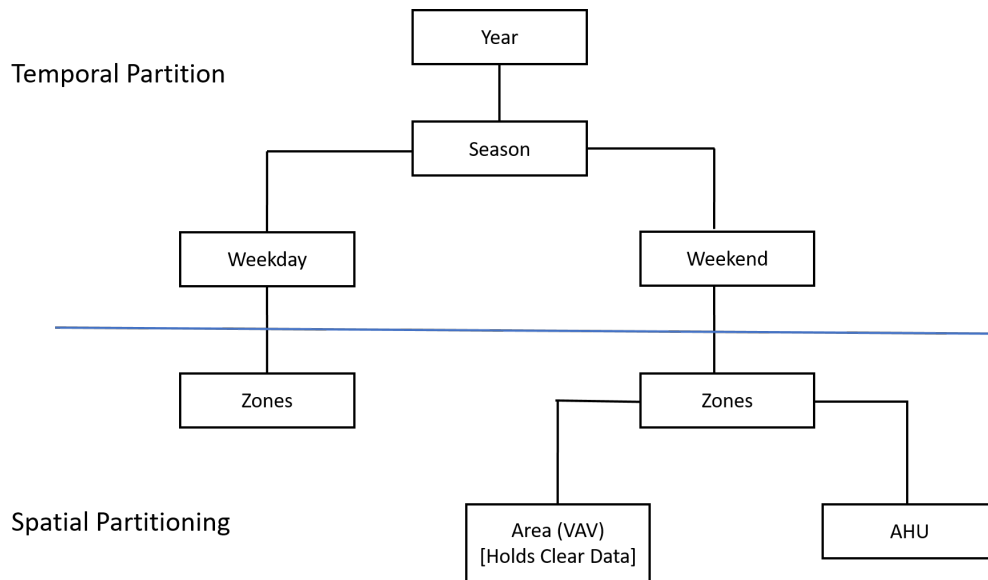 Year
Temporal Partition
Season
Weekday
Weekend
Zones
Zones
Spatial Partitioning
Area (VAV)
[Holds Clear Data]
AHU